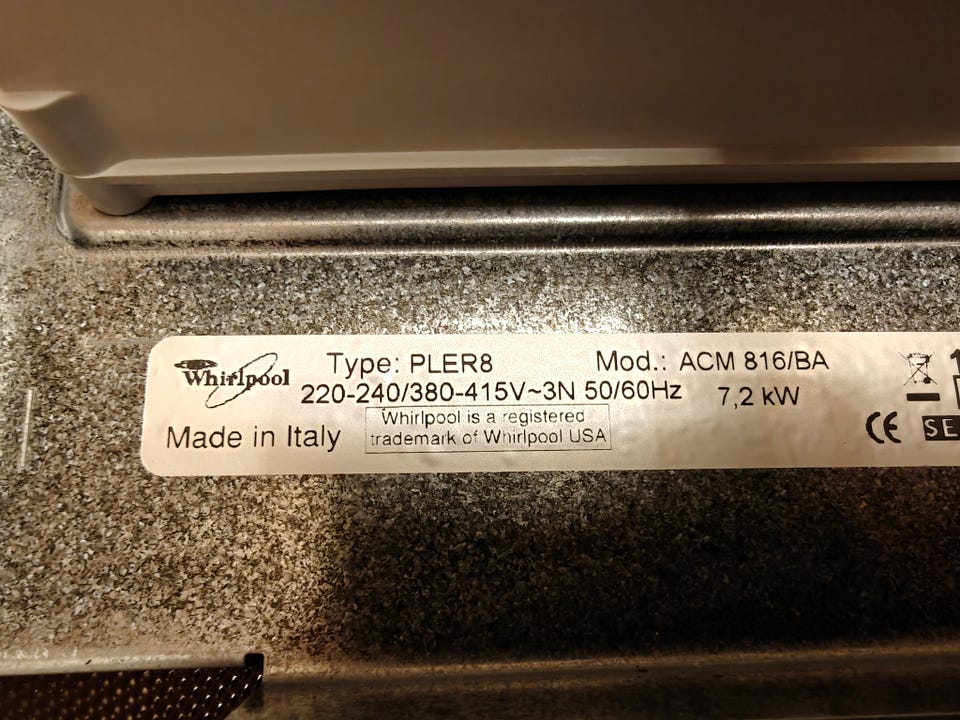 Whirlpool Type: PLER8 Mod.: ACM 816/BA
220-240/380-415V~3N 50/60Hz 7,2 kW
Made in Italy
Whirlpool is a registered
trademark of Whirlpool USA
CE SE